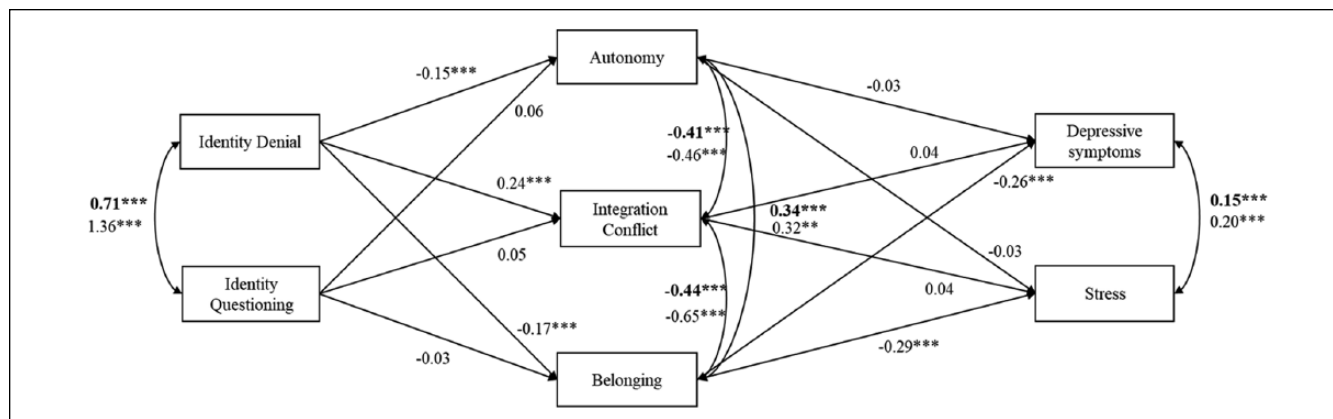 Autonomy
-0.15***
-0.03
0.06
Identity Denial
-0.41***
-0.46***
Depressive
symptoms
0.04
0.24***
-0.26***
0.71***
1.36***
Integration
Conflict
0.34***
0.32**
0.15***
0.20***
0.05
-0.03
Identity
Questioning
-0.44***
-0.65***
0.04
Stress
-0.17***
-0.03
-0.29***
Belonging